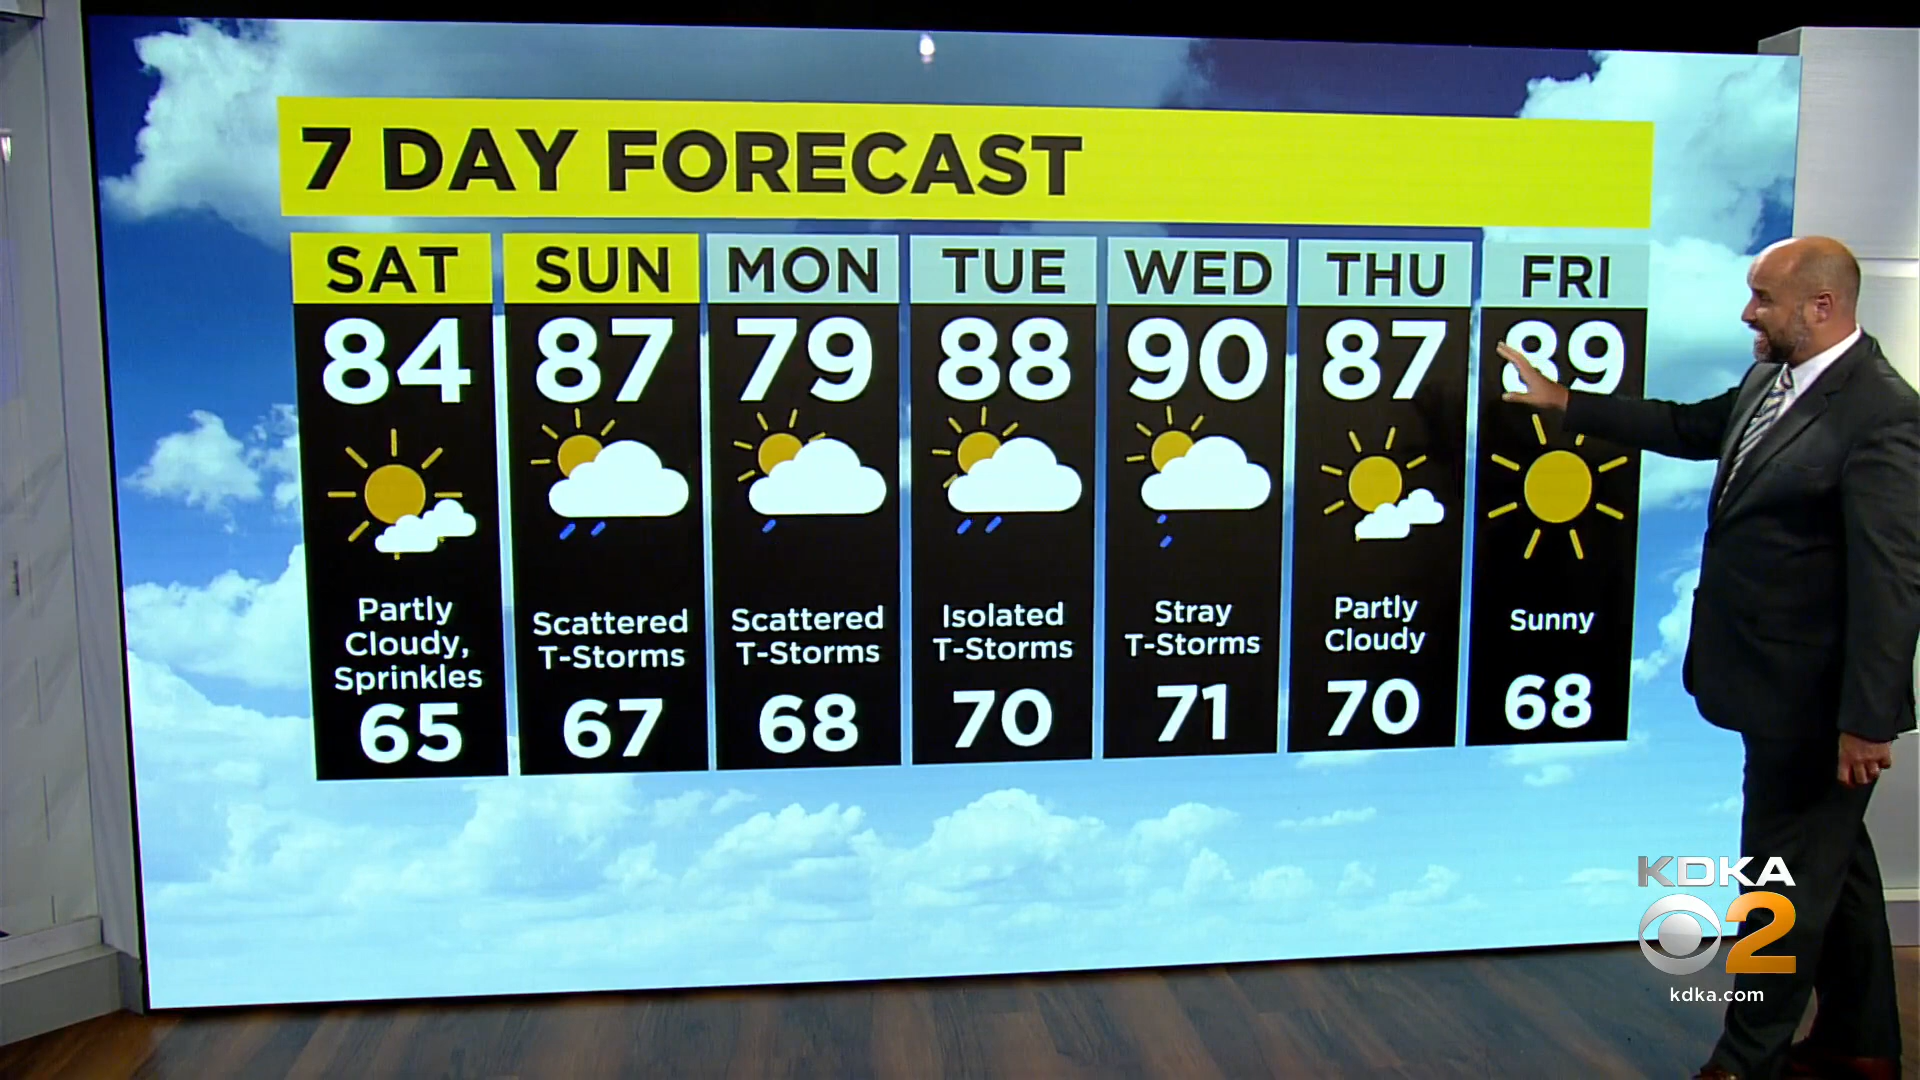 7 DAY FORECAST
SAT SUN MON TUE WED THU FRI
84 87 79 88 90 87 89
Partly
Cloudy,
Sprinkles
Scattered
T-Storms
Scattered
T-Storms
Isolated
T-Storms
Stray
T-Storms
Partly
Cloudy
Sunny
65 67 68 70 71 70 68
KDKA
2
kdka.com